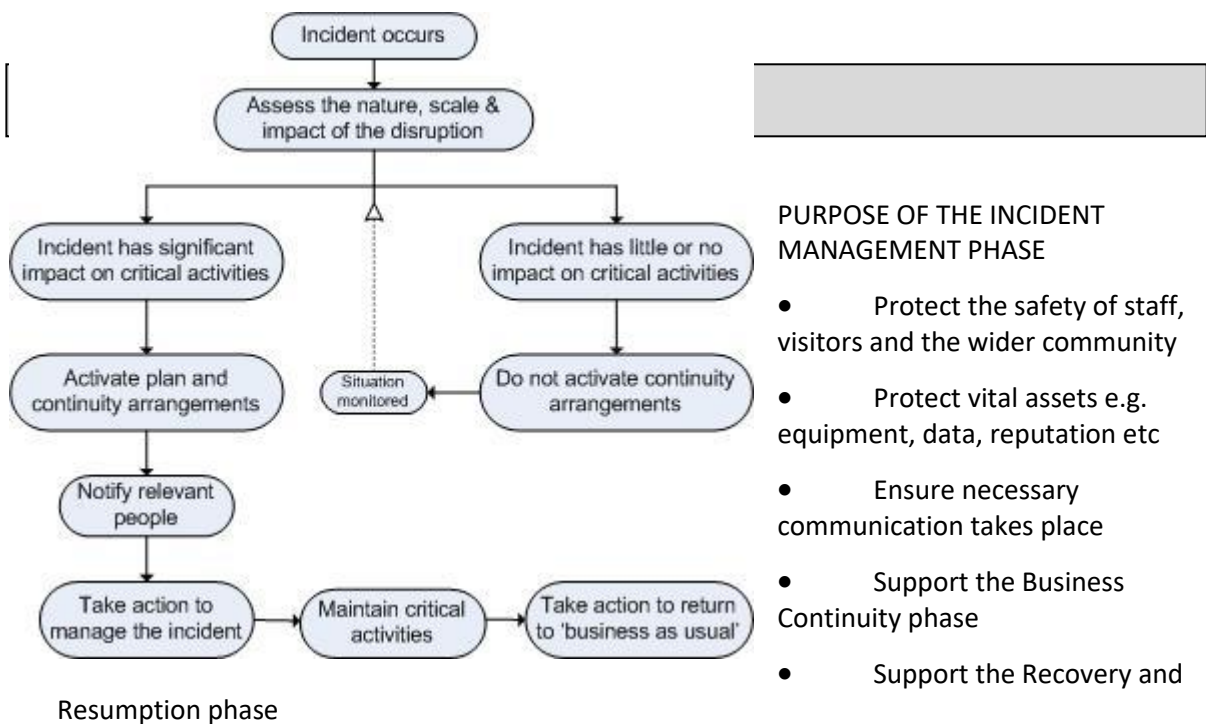 Incident occurs
Assess the nature, scale &
impact of the disruption
Incident has significant
impact on critical activities
Incident has little or no
impact on critical activities
Activate plan and
continuity arrangements
Situation
monitored
Do not activate continuity
arrangements
Notify relevant
people
Take action to
manage the incident
Maintain critical
activities
Take action to return
to 'business as usual'
PURPOSE OF THE INCIDENT
MANAGEMENT PHASE
• Protect the safety of staff,
visitors and the wider community
• Protect vital assets e.g.
equipment, data, reputation etc
• Ensure necessary
communication takes place
• Support the Business
Continuity phase
• Support the Recovery and
Resumption phase